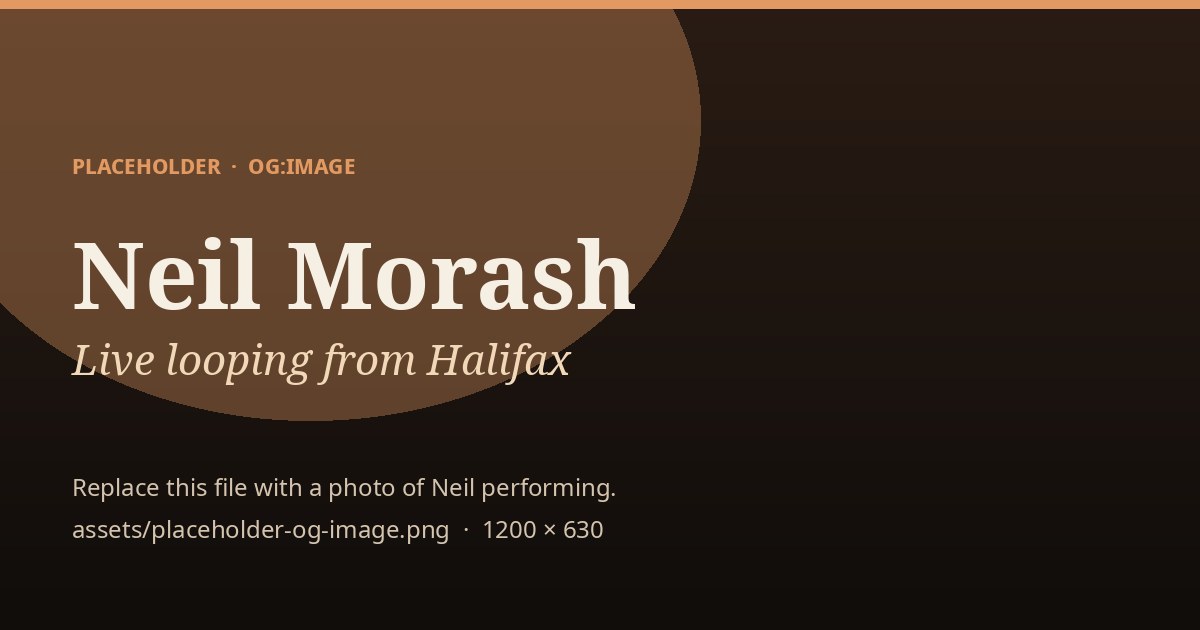 PLACEHOLDER · OG:IMAGE
Neil Morash
Live looping from Halifax
Replace this file with a photo of Neil performing.
assets/placeholder-og-image.png · 1200 × 630